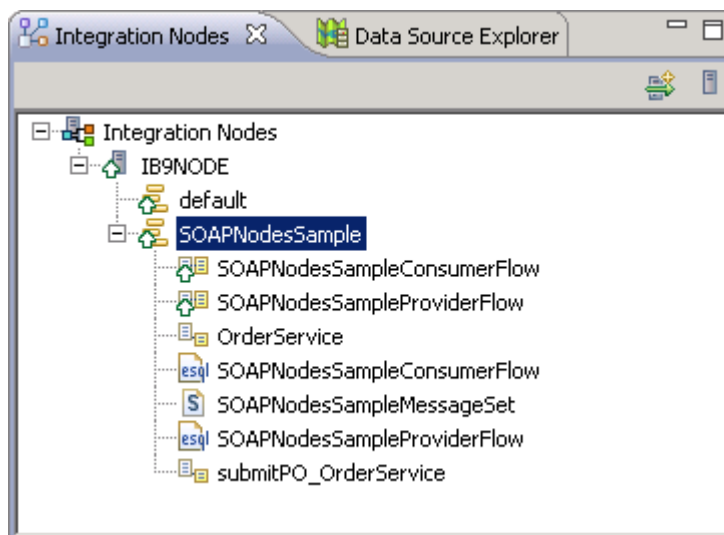 Integration Nodes
Data Source Explorer
Integration Nodes
IB9NODE
default
SOAPNodesSample
SOAPNodesSampleConsumerFlow
SOAPNodesSampleProviderFlow
OrderService
esql SOAPNodesSampleConsumerFlow
S SOAPNodesSampleMessageSet
esql SOAPNodesSampleProviderFlow
submitPO_OrderService